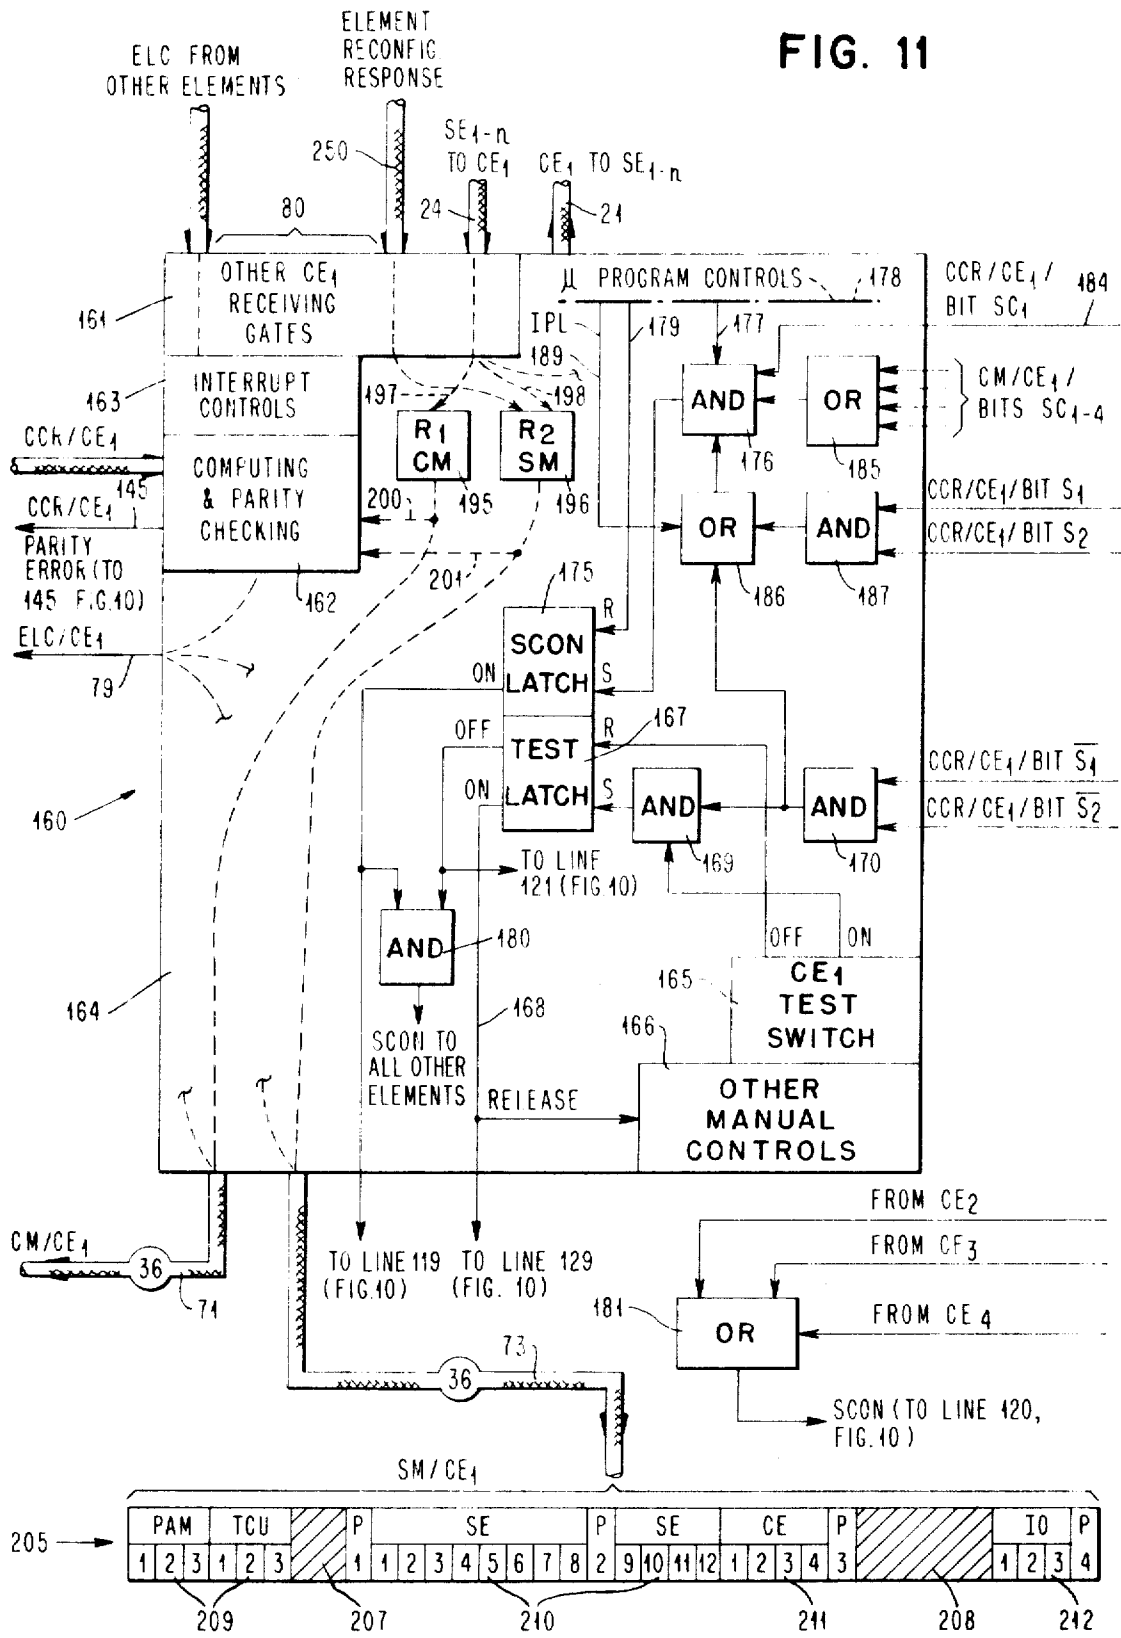 FIG. 11
ELC FROM
OTHER ELEMENTS
ELEMENT
RECONFIG.
RESPONSE
250
SE1-n
TO CE1
24
CE1 TO SE1-n
21
80
OTHER CE1
RECEIVING
GATES
161
μ PROGRAM CONTROLS
178
IPL
189
179
177
CCR/CE1/
BIT SC1
184
163
INTERRUPT
CONTROLS
197
198
R1
CM
195
R2
SM
196
AND
176
OR
185
CM/CE1/
BITS SC1-4
CCR/CE1
145
COMPUTING
& PARITY
CHECKING
162
200
201
CCR/CE1
PARITY
ERROR (TO
145 FIG.10)
OR
186
AND
187
CCR/CE1/BIT S1
CCR/CE1/BIT S2
ELC/CE1
79
175
SCON
LATCH
R
S
ON
OFF
ON
TEST
LATCH
167
R
S
AND
169
AND
170
CCR/CE1/BIT S̅1̅
CCR/CE1/BIT S̅2̅
160
TO LINE
121 (FIG.10)
AND
180
SCON TO
ALL OTHER
ELEMENTS
168
164
OFF
ON
165
CE1
TEST
SWITCH
166
RELEASE
OTHER
MANUAL
CONTROLS
τ
τ
CM/CE1
36
71
TO LINE 119
(FIG.10)
TO LINE 129
(FIG. 10)
FROM CE2
FROM CE3
FROM CE4
181
OR
SCON (TO LINE 120,
FIG.10)
36
73
SM/CE1
205
PAM TCU P SE P SE CE P IO P
1 2 3 1 2 3 1 1 2 3 4 5 6 7 8 2 9 10 11 12 1 2 3 4 3 1 2 3 4
209 207 210 211 208 212